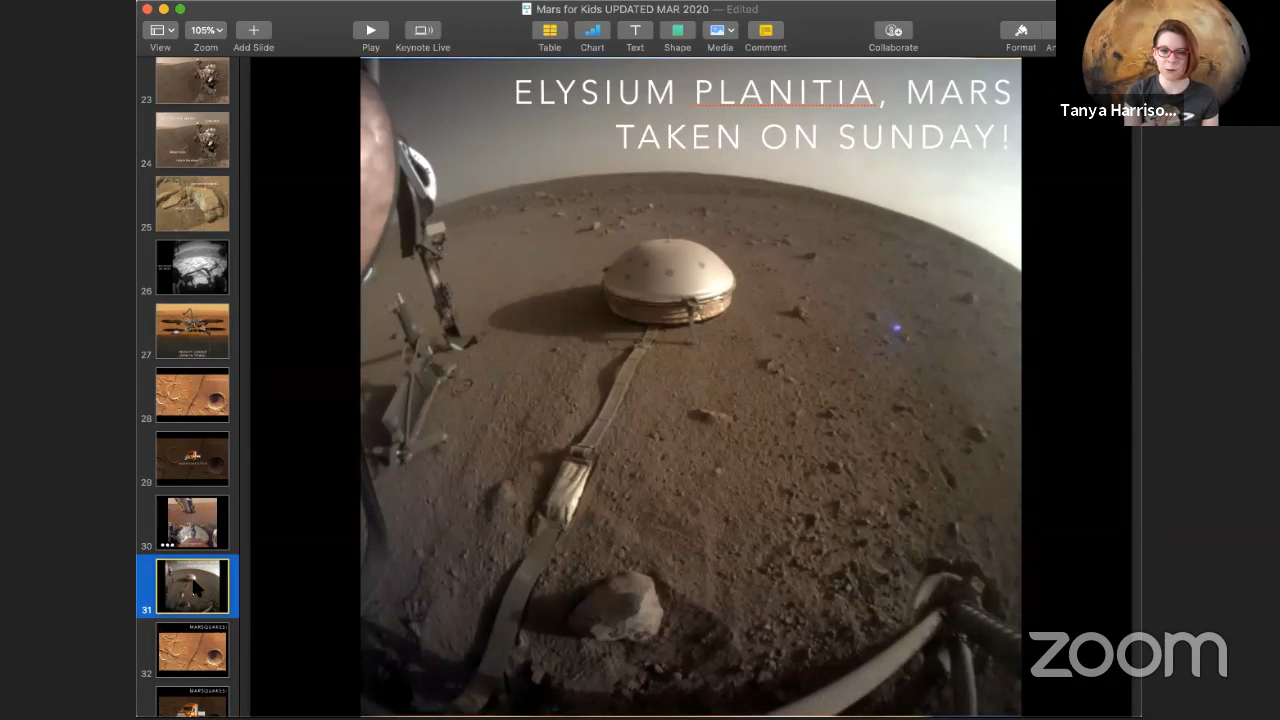 Mars for Kids UPDATED MAR 2020 — Edited
105%
View
Zoom
Add Slide
Play
Keynote Live
Table
Chart
Text
Shape
Media
Comment
Collaborate
Format
Tanya Harriso...
ELYSIUM PLANITIA, MARS
TAKEN ON SUNDAY!
23
24
25
26
27
28
29
30
31
MARSQUAKES!
32
MARSQUAKES!
zoom